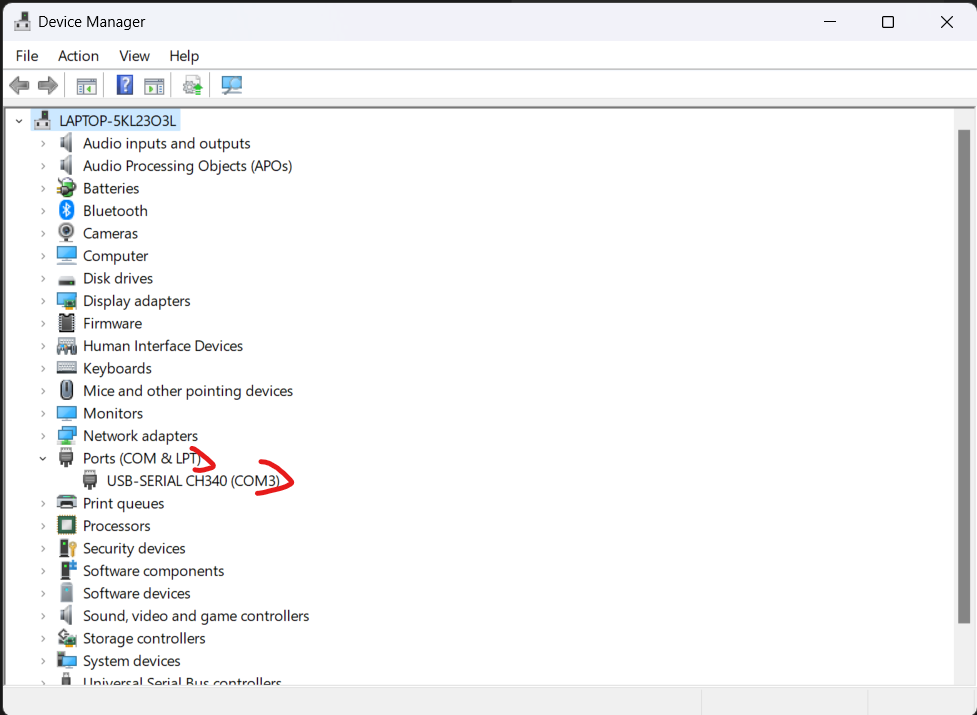 Device Manager
File Action View Help
LAPTOP-5KL23O3L
Audio inputs and outputs
Audio Processing Objects (APOs)
Batteries
Bluetooth
Cameras
Computer
Disk drives
Display adapters
Firmware
Human Interface Devices
Keyboards
Mice and other pointing devices
Monitors
Network adapters
Ports (COM & LPT)
USB-SERIAL CH340 (COM3)
Print queues
Processors
Security devices
Software components
Software devices
Sound, video and game controllers
Storage controllers
System devices
Universal Serial Bus controllers